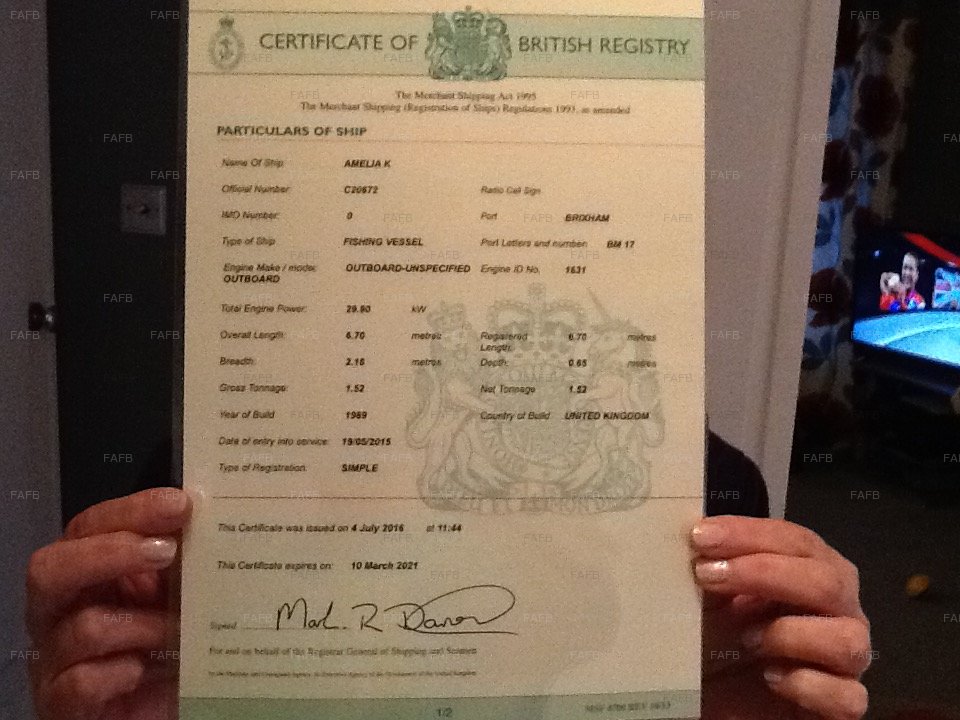 CERTIFICATE OF BRITISH REGISTRY
The Merchant Shipping Act 1995
The Merchant Shipping (Registration of Ships) Regulations 1993, as amended
PARTICULARS OF SHIP
Name Of Ship: AMELIA K
Official Number: C20672 Radio Call Sign
IMO Number: 0 Port BRIXHAM
Type of Ship FISHING VESSEL Port Letters and number: BM 17
Engine Make / model: OUTBOARD-UNSPECIFIED Engine ID No. 1631
OUTBOARD
Total Engine Power: 29.80 kW
Overall Length: 6.70 metres Registered Length: 6.70 metres
Breadth: 2.18 metres Depth: 0.65 metres
Gross Tonnage: 1.52 Net Tonnage 1.52
Year of Build 1989 Country of Build UNITED KINGDOM
Date of entry into service: 19/05/2015
Type of Registration: SIMPLE
This Certificate was issued on 4 July 2016 at 11:44
This Certificate expires on: 10 March 2021
Signed
For and on behalf of the Registrar General of Shipping and Seamen
1/2
FAFB